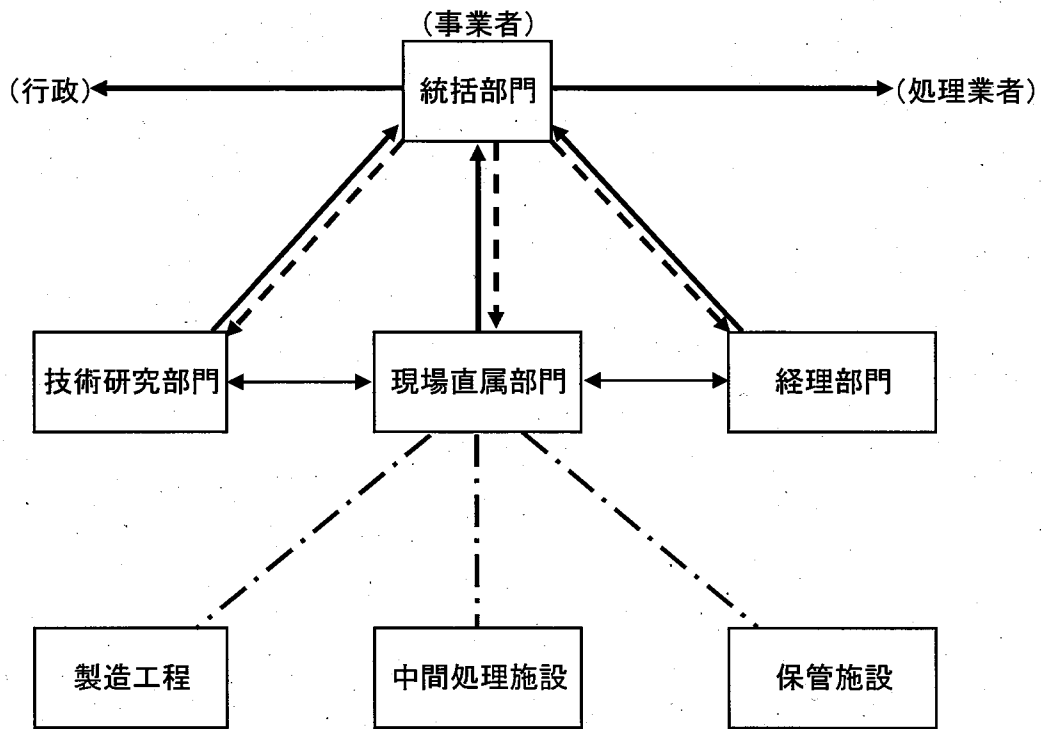 (事業者)
(行政)
統括部門
(処理業者)
技術研究部門
現場直属部門
経理部門
製造工程
中間処理施設
保管施設